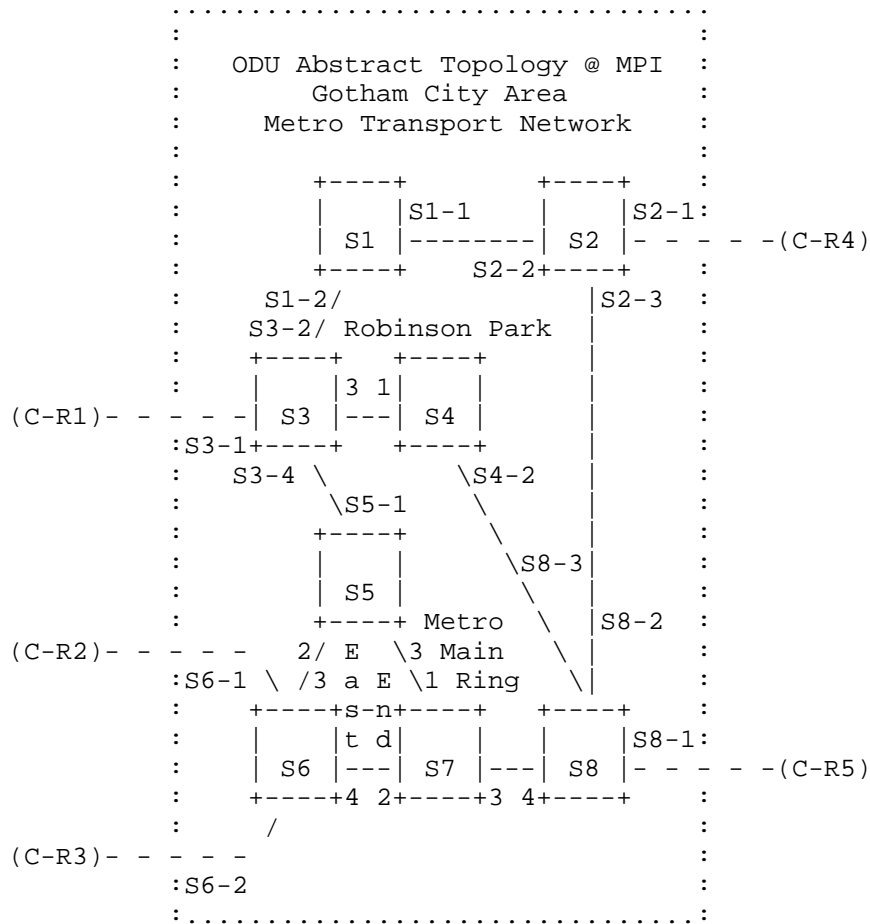 ODU Abstract Topology @ MPI
Gotham City Area
Metro Transport Network
S1-1 S2-1
S1 S2 (C-R4)
S2-2
S1-2 S2-3
S3-2 Robinson Park
3 1
(C-R1) S3 S4
S3-1
S3-4 S4-2
S5-1
S8-3
S5
Metro S8-2
(C-R2) 2 E 3 Main
S6-1 3 a E 1 Ring
s n
t d S8-1
S6 S7 S8 (C-R5)
4 2 3 4
(C-R3)
S6-2